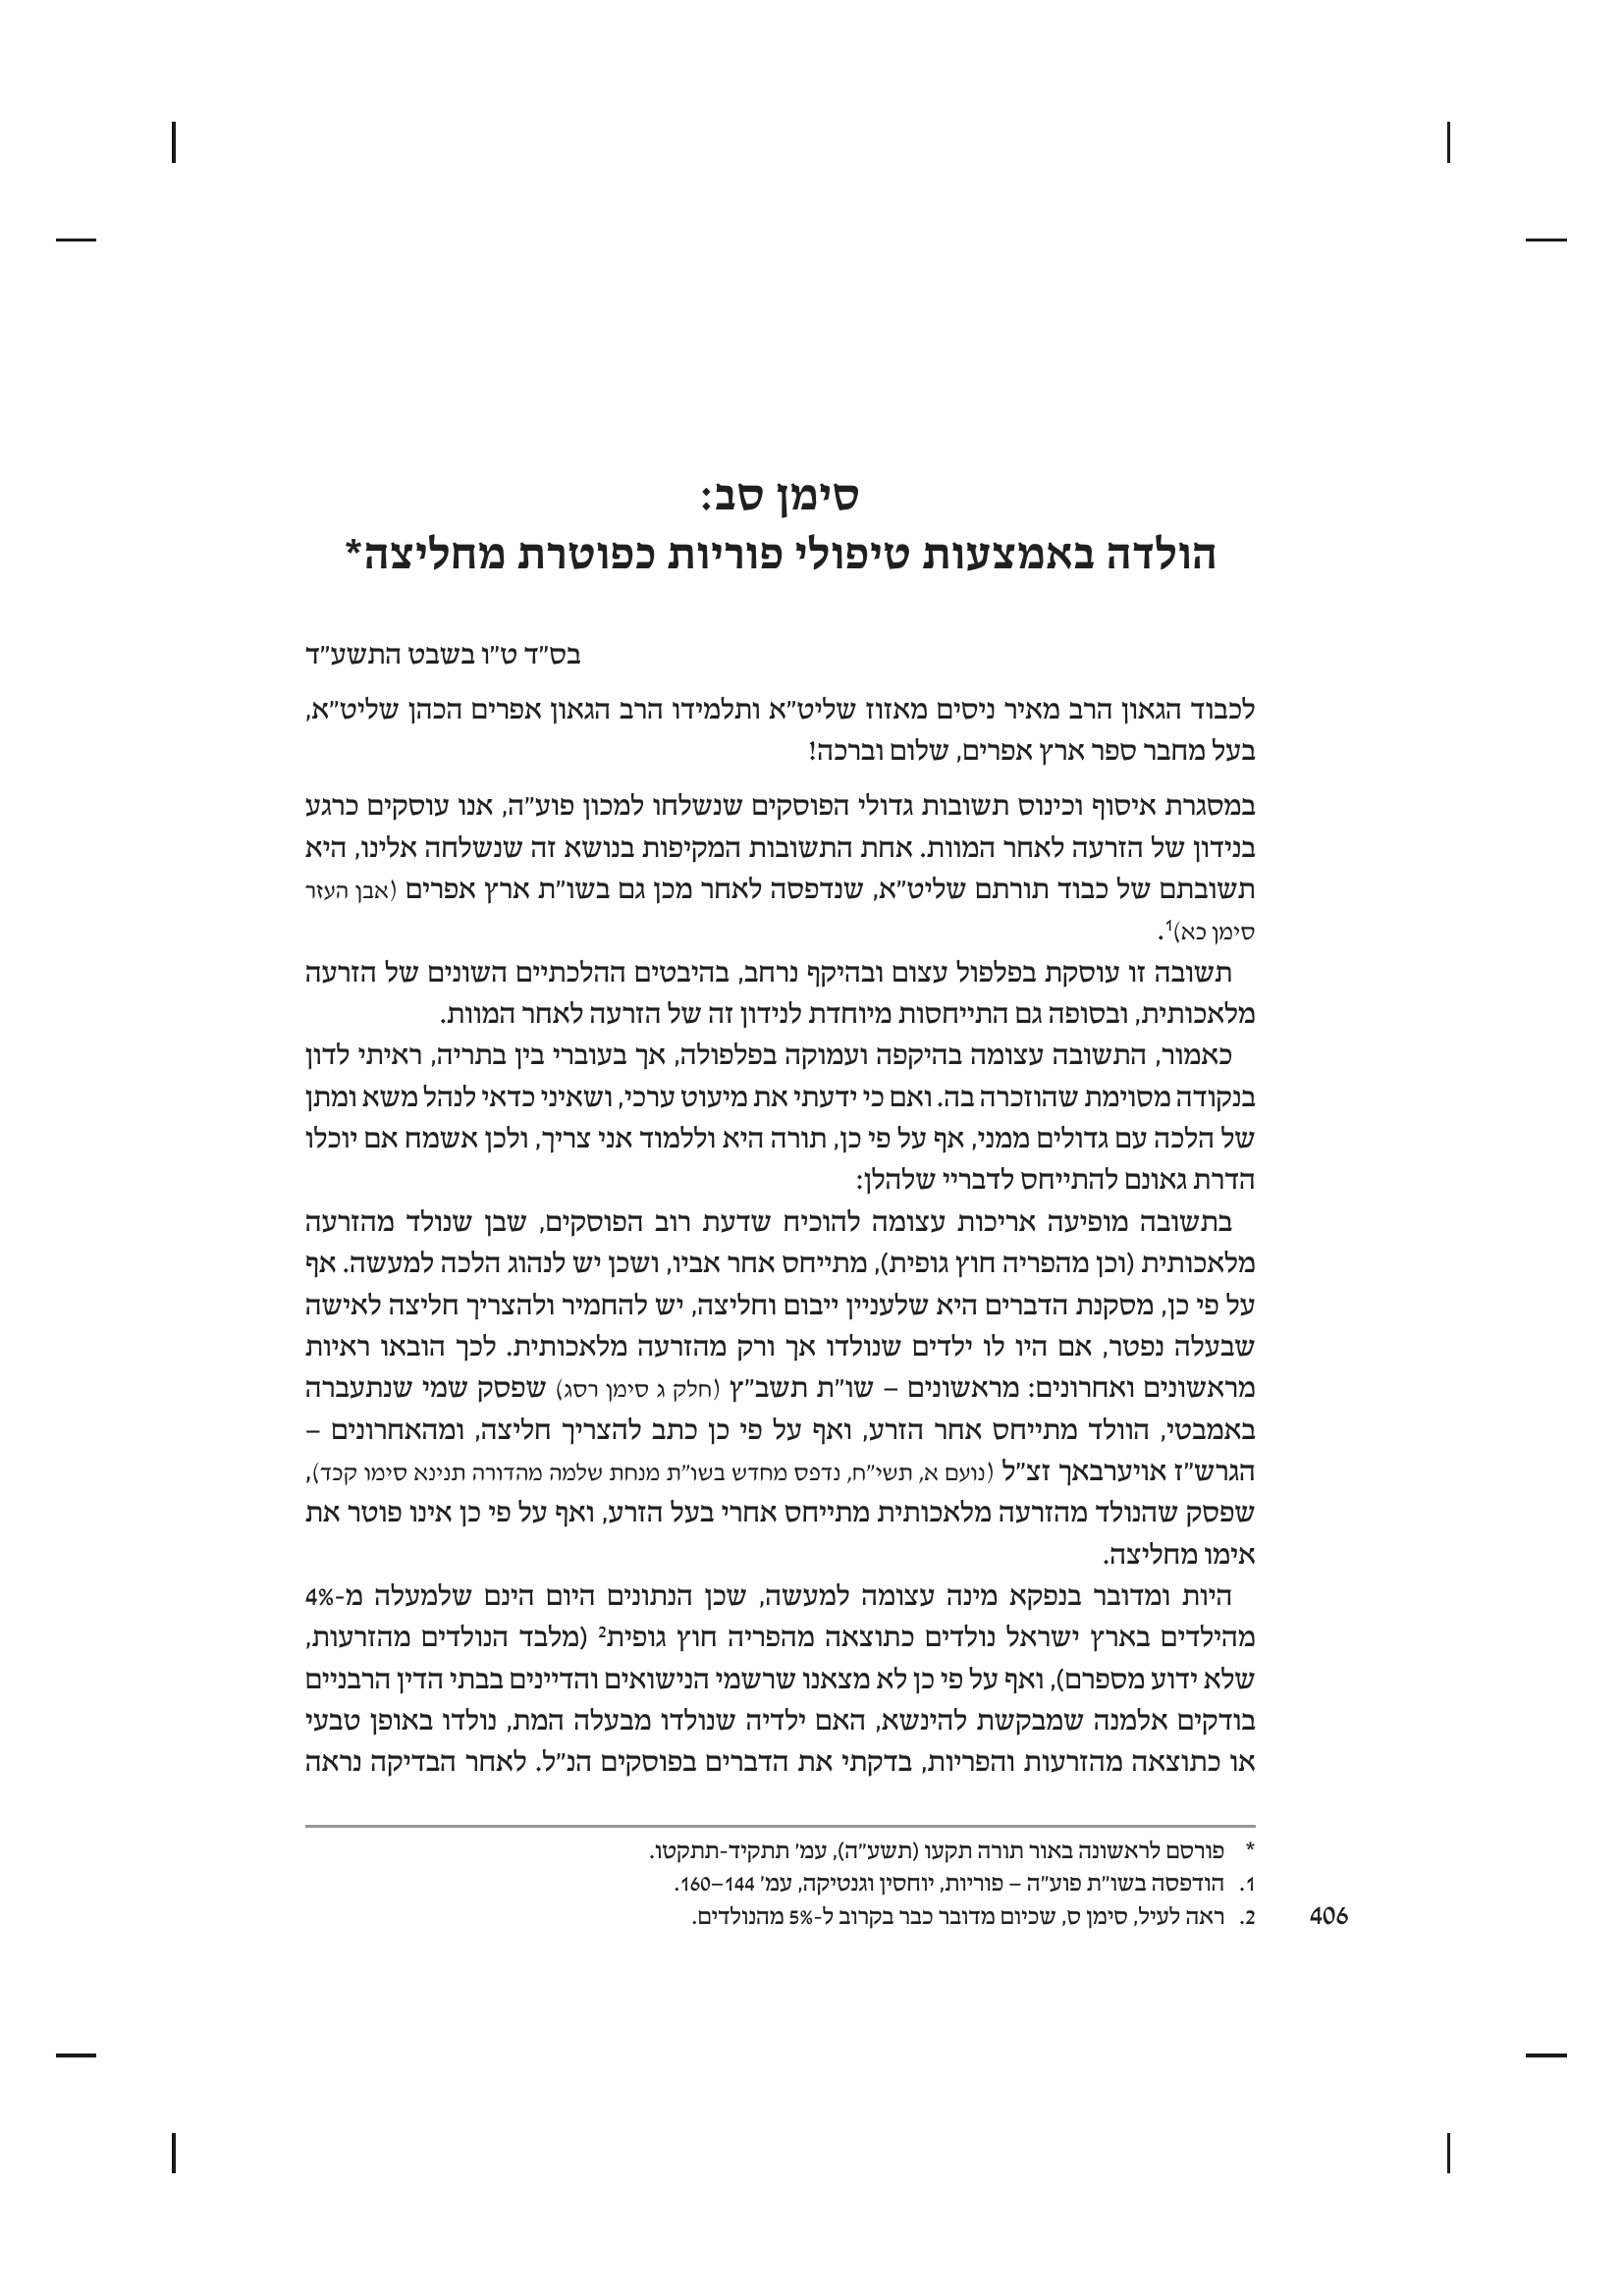 סימן סב:
הולדה באמצעות טיפולי פוריות כפוטרת מחליצה*
בס"ד ט"ו בשבט התשע"ד
לכבוד הגאון הרב מאיר ניסים מאזוז שליט"א ותלמידו הרב הגאון אפרים הכהן שליט"א,
בעל מחבר ספר ארץ אפרים, שלום וברכה!
במסגרת איסוף וכינוס תשובות גדולי הפוסקים שנשלחו למכון פוע"ה, אנו עוסקים כרגע
בנידון של הזרעה לאחר המוות. אחת התשובות המקיפות בנושא זה שנשלחה אלינו, היא
תשובתם של כבוד תורתם שליט"א, שנדפסה לאחר מכן גם בשו"ת ארץ אפרים (אבן העזר
סימן כא)¹.
תשובה זו עוסקת בפלפול עצום ובהיקף נרחב, בהיבטים ההלכתיים השונים של הזרעה
מלאכותית, ובסופה גם התייחסות מיוחדת לנידון זה של הזרעה לאחר המוות.
כאמור, התשובה עצומה בהיקפה ועמוקה בפלפולה, אך בעוברי בין בתריה, ראיתי לדון
בנקודה מסוימת שהוזכרה בה. ואם כי ידעתי את מיעוט ערכי, ושאיני כדאי לנהל משא ומתן
של הלכה עם גדולים ממני, אף על פי כן, תורה היא וללמוד אני צריך, ולכן אשמח אם יוכלו
הדרת גאונם להתייחס לדבריי שלהלן:
בתשובה מופיעה אריכות עצומה להוכיח שדעת רוב הפוסקים, שבן שנולד מהזרעה
מלאכותית (וכן מהפריה חוץ גופית), מתייחס אחר אביו, ושכן יש לנהוג הלכה למעשה. אף
על פי כן, מסקנת הדברים היא שלעניין ייבום וחליצה, יש להחמיר ולהצריך חליצה לאישה
שבעלה נפטר, אם היו לו ילדים שנולדו אך ורק מהזרעה מלאכותית. לכך הובאו ראיות
מראשונים ואחרונים: מראשונים – שו"ת תשב"ץ (חלק ג סימן רסג) שפסק שמי שנתעברה
באמבטי, הוולד מתייחס אחר הזרע, ואף על פי כן כתב להצריך חליצה, ומהאחרונים –
הגרש"ז אויערבאך זצ"ל (נועם א, תשי"ח, נדפס מחדש בשו"ת מנחת שלמה מהדורה תנינא סימו קכד),
שפסק שהנולד מהזרעה מלאכותית מתייחס אחרי בעל הזרע, ואף על פי כן אינו פוטר את
אימו מחליצה.
היות ומדובר בנפקא מינה עצומה למעשה, שכן הנתונים היום הינם שלמעלה מ-4%
מהילדים בארץ ישראל נולדים כתוצאה מהפריה חוץ גופית² (מלבד הנולדים מהזרעות,
שלא ידוע מספרם), ואף על פי כן לא מצאנו שרשמי הנישואים והדיינים בבתי הדין הרבניים
בודקים אלמנה שמבקשת להינשא, האם ילדיה שנולדו מבעלה המת, נולדו באופן טבעי
או כתוצאה מהזרעות והפריות, בדקתי את הדברים בפוסקים הנ"ל. לאחר הבדיקה נראה
* פורסם לראשונה באור תורה תקעו (תשע"ה), עמ' תתקיד-תתקטו.
1. הודפסה בשו"ת פוע"ה – פוריות, יוחסין וגנטיקה, עמ' 144–160.
2. ראה לעיל, סימן ס, שכיום מדובר כבר בקרוב ל-5% מהנולדים.
406